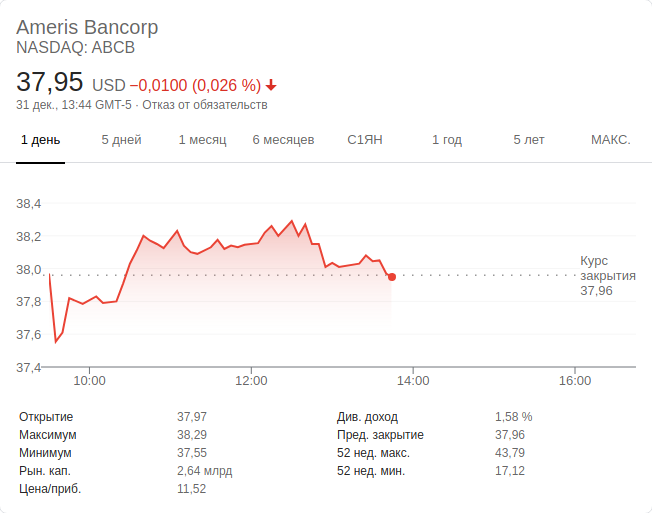 Ameris Bancorp
NASDAQ: ABCB
37,95 USD −0,0100 (0,026 %)
31 дек., 13:44 GMT-5 · Отказ от обязательств
1 день 5 дней 1 месяц 6 месяцев С1ЯН 1 год 5 лет МАКС.
38,4
38,2
38,0
37,8
37,6
37,4
Курс
закрытия
37,96
10:00 12:00 14:00 16:00
Открытие 37,97 Див. доход 1,58 %
Максимум 38,29 Пред. закрытие 37,96
Минимум 37,55 52 нед. макс. 43,79
Рын. кап. 2,64 млрд 52 нед. мин. 17,12
Цена/приб. 11,52